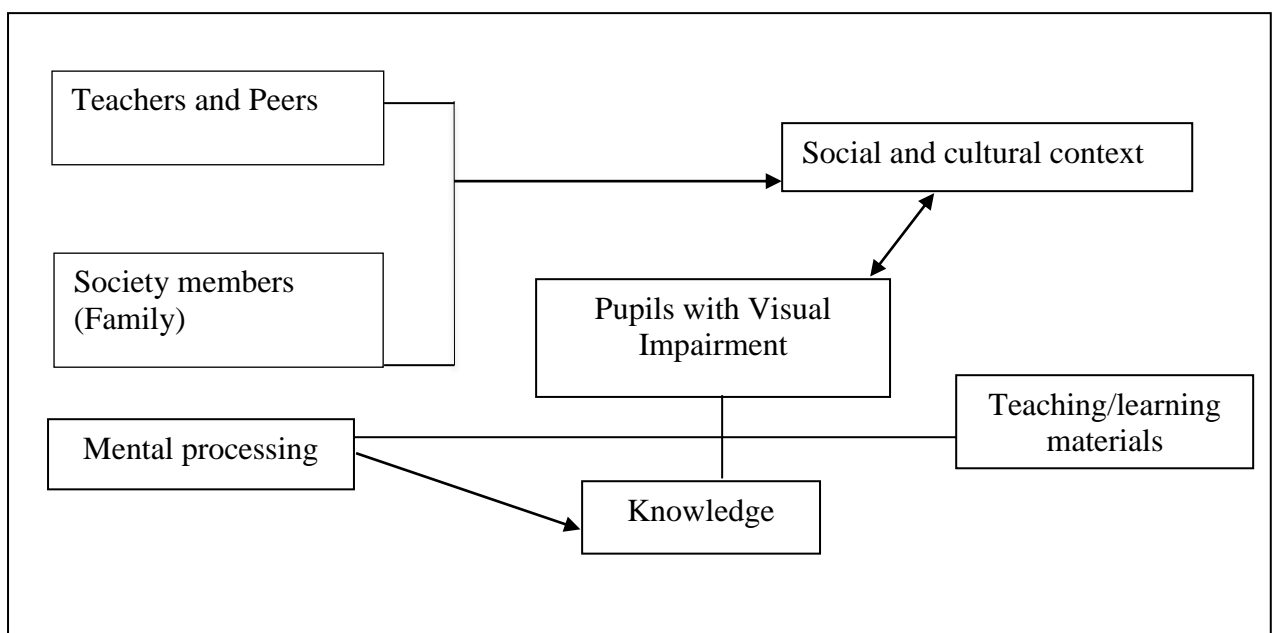 Teachers and Peers
Social and cultural context
Society members
(Family)
Pupils with Visual
Impairment
Teaching/learning
materials
Mental processing
Knowledge